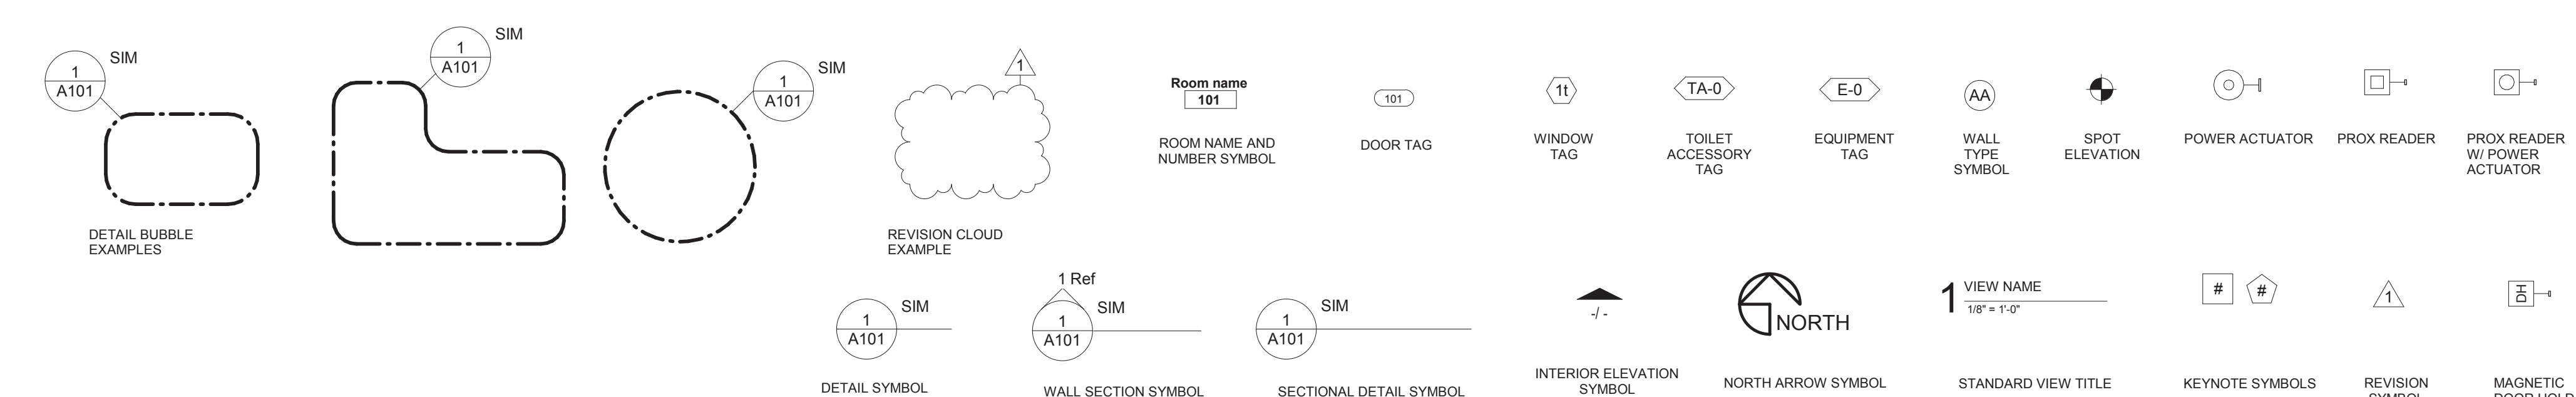 1
A101
SIM
DETAIL BUBBLE
EXAMPLES
1
A101
SIM
1
A101
SIM
1
REVISION CLOUD
EXAMPLE
Room name
101
ROOM NAME AND
NUMBER SYMBOL
101
DOOR TAG
1t
WINDOW
TAG
TA-0
TOILET
ACCESSORY
TAG
E-0
EQUIPMENT
TAG
AA
WALL
TYPE
SYMBOL
SPOT
ELEVATION
POWER ACTUATOR
PROX READER
PROX READER
W/ POWER
ACTUATOR
1
A101
SIM
DETAIL SYMBOL
1 Ref
1
A101
SIM
WALL SECTION SYMBOL
1
A101
SIM
SECTIONAL DETAIL SYMBOL
-/ -
INTERIOR ELEVATION
SYMBOL
NORTH
NORTH ARROW SYMBOL
1
VIEW NAME
1/8" = 1'-0"
STANDARD VIEW TITLE
#
#
KEYNOTE SYMBOLS
1
REVISION
SYMBOL
DH
MAGNETIC
DOOR HOLD